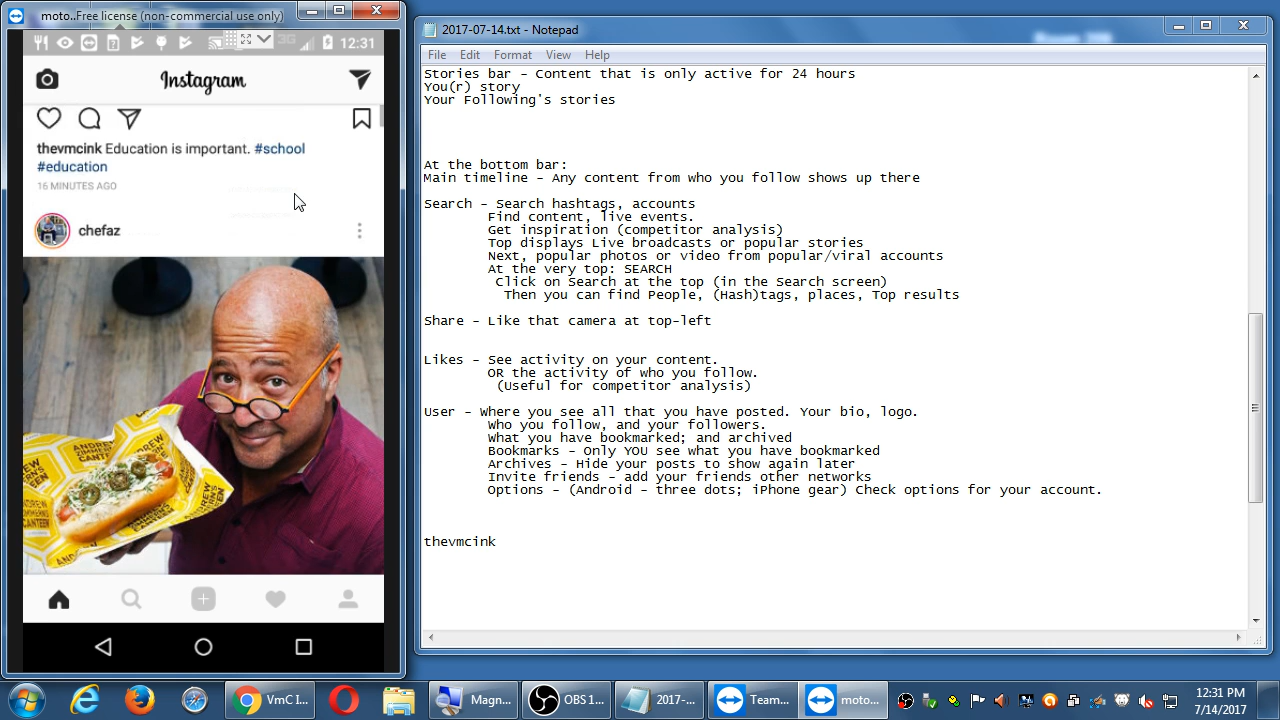 moto..Free license (non-commercial use only)
3G 12:31
Instagram
thevmcink Education is important. #school
#education
16 MINUTES AGO
chefaz
ANDREW
ZIMMERN'S
CANTEEN
2017-07-14.txt - Notepad
File Edit Format View Help
Stories bar - Content that is only active for 24 hours
You(r) story
Your Following's stories
At the bottom bar:
Main timeline - Any content from who you follow shows up there
Search - Search hashtags, accounts
Find content, live events.
Get inspiration (competitor analysis)
Top displays Live broadcasts or popular stories
Next, popular photos or video from popular/viral accounts
At the very top: SEARCH
Click on Search at the top (in the Search screen)
Then you can find People, (Hash)tags, places, Top results
Share - Like that camera at top-left
Likes - See activity on your content.
OR the activity of who you follow.
(Useful for competitor analysis)
User - Where you see all that you have posted. Your bio, logo.
Who you follow, and your followers.
What you have bookmarked; and archived
Bookmarks - Only YOU see what you have bookmarked
Archives - Hide your posts to show again later
Invite friends - add your friends other networks
Options - (Android - three dots; iPhone gear) Check options for your account.
thevmcink
VmC I...
Magn...
OBS 1...
2017-...
Team...
moto...
12:31 PM
7/14/2017